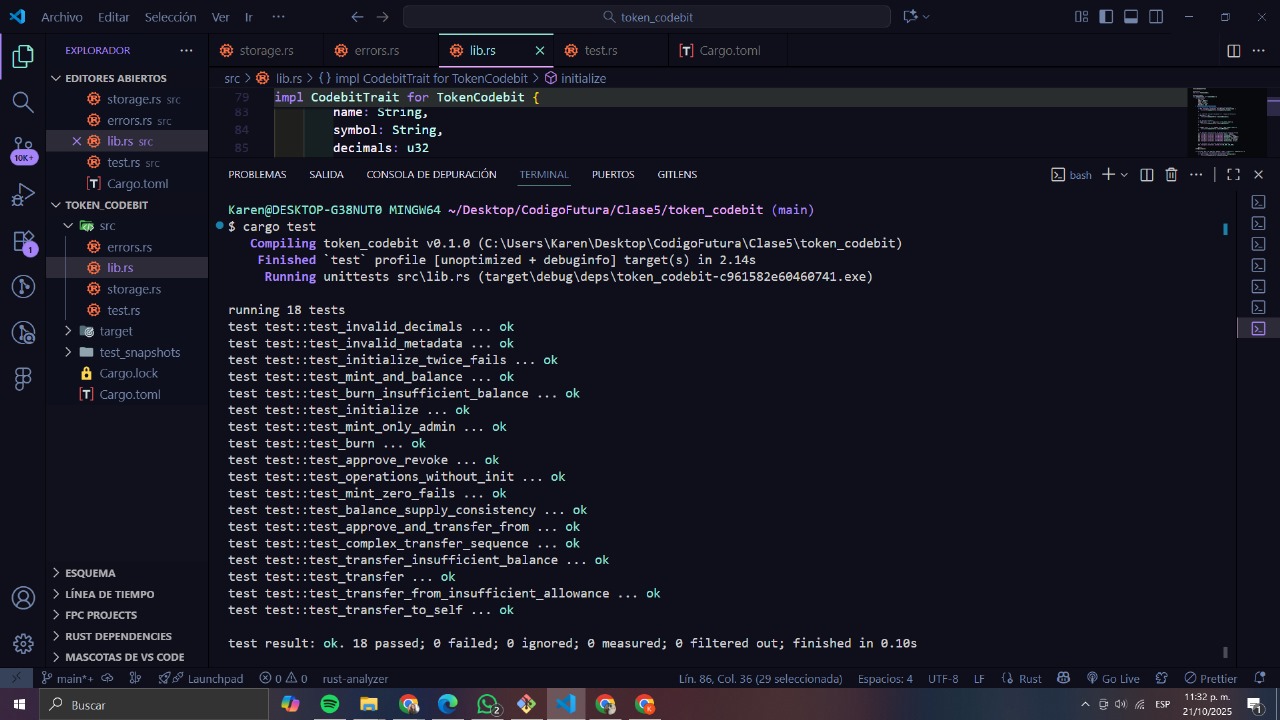 Archivo Editar Selección Ver Ir ··· token_codebit
EXPLORADOR ···
storage.rs errors.rs lib.rs test.rs Cargo.toml
src > lib.rs > {} impl CodebitTrait for TokenCodebit > initialize
EDITORES ABIERTOS
storage.rs src
errors.rs src
lib.rs src
test.rs src
Cargo.toml
TOKEN_CODEBIT
src
errors.rs
lib.rs
storage.rs
test.rs
target
test_snapshots
Cargo.lock
Cargo.toml
ESQUEMA
LÍNEA DE TIEMPO
FPC PROJECTS
RUST DEPENDENCIES
MASCOTAS DE VS CODE
10K+
1
79 impl CodebitTrait for TokenCodebit {
83 name: String,
84 symbol: String,
85 decimals: u32
PROBLEMAS SALIDA CONSOLA DE DEPURACIÓN TERMINAL PUERTOS GITLENS bash
Karen@DESKTOP-G38NUT0 MINGW64 ~/Desktop/CodigoFutura/Clase5/token_codebit (main)
$ cargo test
Compiling token_codebit v0.1.0 (C:\Users\Karen\Desktop\CodigoFutura\Clase5\token_codebit)
Finished `test` profile [unoptimized + debuginfo] target(s) in 2.14s
Running unittests src\lib.rs (target\debug\deps\token_codebit-c961582e60460741.exe)
running 18 tests
test test::test_invalid_decimals ... ok
test test::test_invalid_metadata ... ok
test test::test_initialize_twice_fails ... ok
test test::test_mint_and_balance ... ok
test test::test_burn_insufficient_balance ... ok
test test::test_initialize ... ok
test test::test_mint_only_admin ... ok
test test::test_burn ... ok
test test::test_approve_revoke ... ok
test test::test_operations_without_init ... ok
test test::test_mint_zero_fails ... ok
test test::test_balance_supply_consistency ... ok
test test::test_approve_and_transfer_from ... ok
test test::test_complex_transfer_sequence ... ok
test test::test_transfer_insufficient_balance ... ok
test test::test_transfer ... ok
test test::test_transfer_from_insufficient_allowance ... ok
test test::test_transfer_to_self ... ok
test result: ok. 18 passed; 0 failed; 0 ignored; 0 measured; 0 filtered out; finished in 0.10s
main*+ Launchpad 0 0 rust-analyzer Lín. 86, Col. 36 (29 seleccionada) Espacios: 4 UTF-8 LF {} Rust Go Live Prettier
Buscar 2 ESP 11:32 p. m.
21/10/2025 1